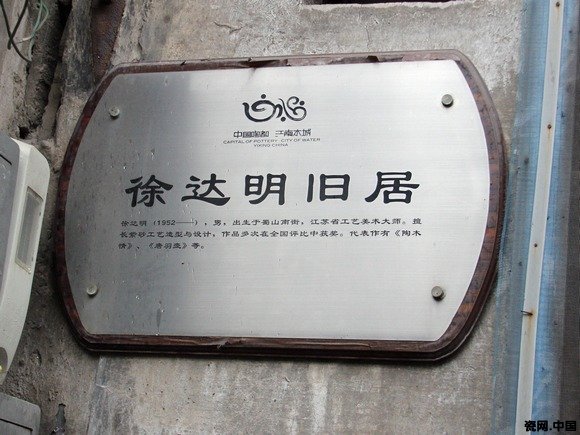 中国陶都 江南水城
CAPITAL OF POTTERY CITY OF WATER
YIXING CHINA
徐达明旧居
徐达明（1952——），男，出生于蜀山南街，江苏省工艺美术大师。擅
长紫砂工艺造型与设计，作品多次在全国评比中获奖。代表作有《陶木
情》、《唐羽壶》等。
瓷网.中国